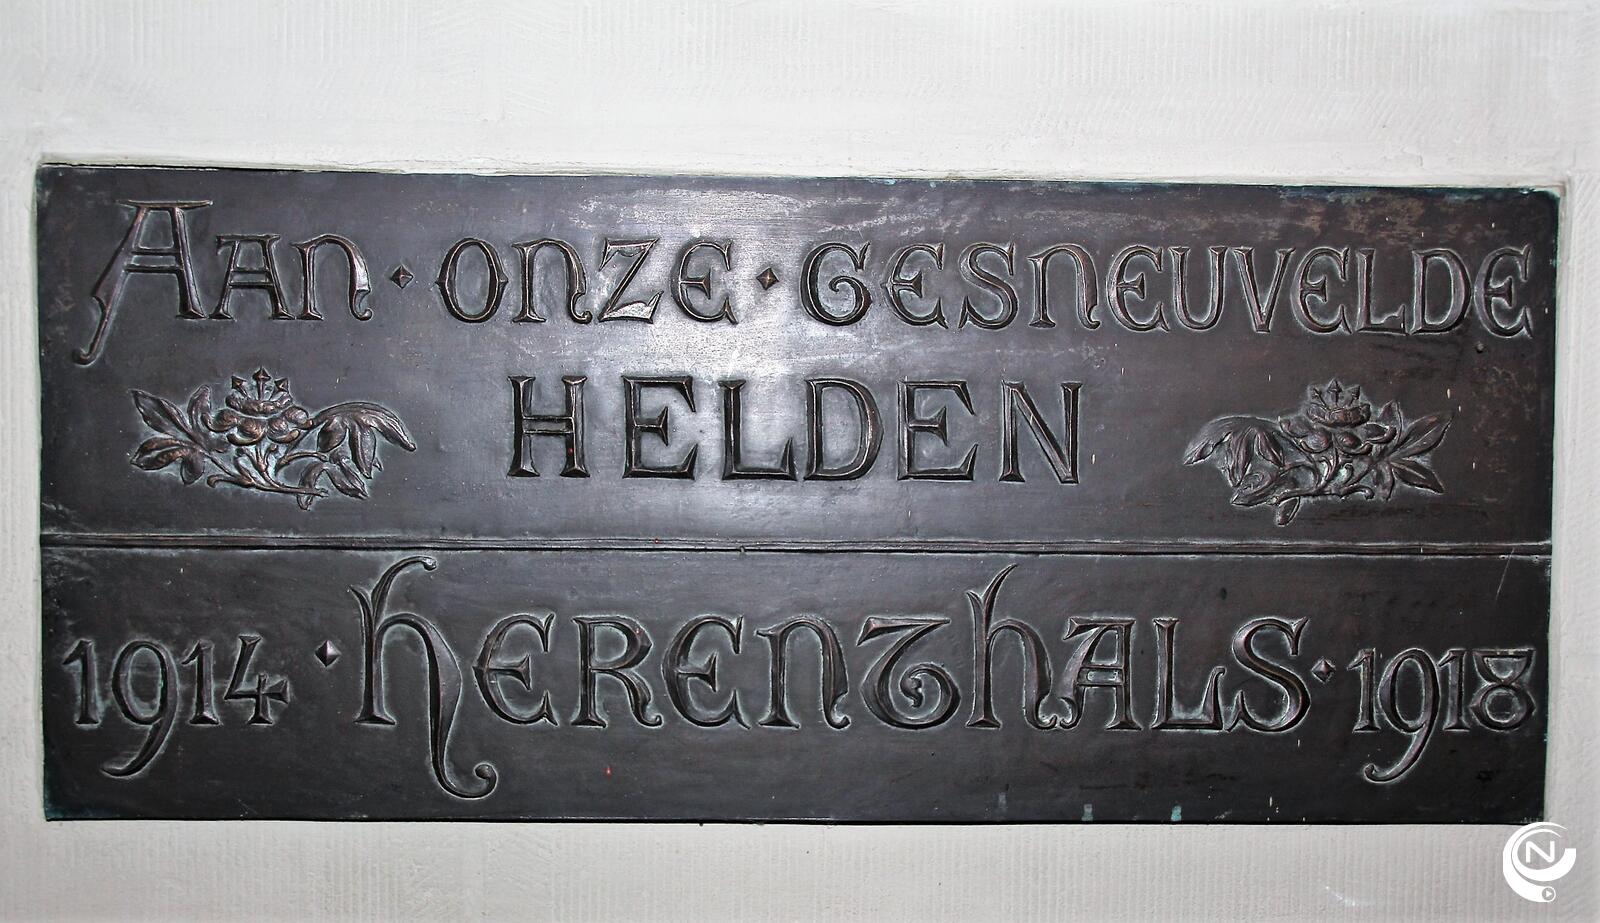 Aan · onze · gesneuvelde
HELDEN
1914 · herenthals · 1918
N